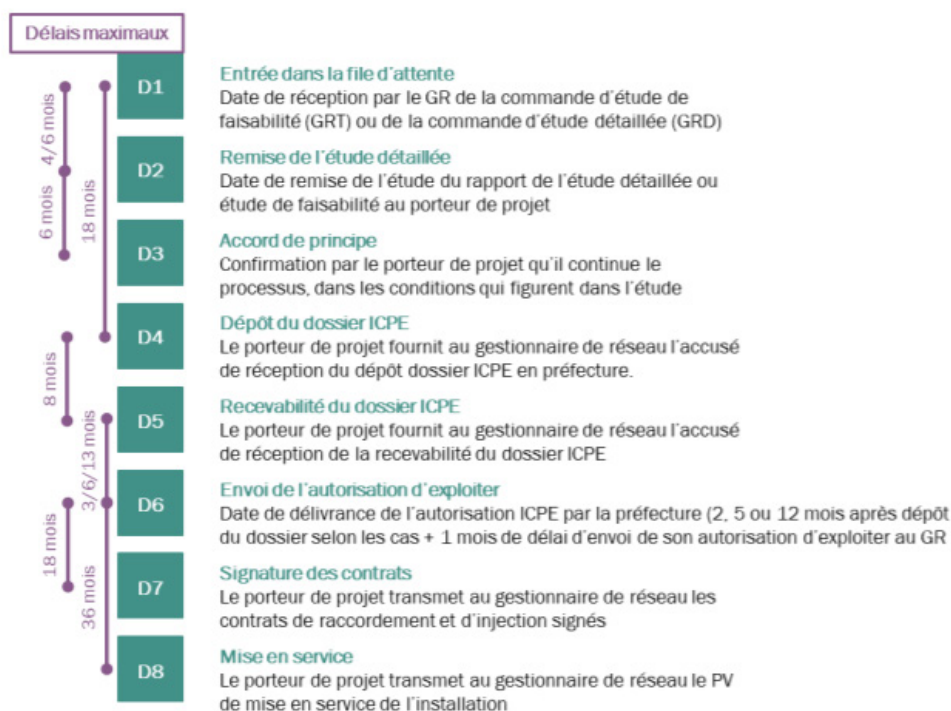 Délais maximaux
D1
Entrée dans la file d'attente
Date de réception par le GR de la commande d'étude de
faisabilité (GRT) ou de la commande d'étude détaillée (GRD)
4/6 mois
D2
Remise de l'étude détaillée
Date de remise de l'étude du rapport de l'étude détaillée ou
étude de faisabilité au porteur de projet
6 mois
18 mois
D3
Accord de principe
Confirmation par le porteur de projet qu'il continue le
processus, dans les conditions qui figurent dans l'étude
D4
Dépôt du dossier ICPE
Le porteur de projet fournit au gestionnaire de réseau l'accusé
de réception du dépôt dossier ICPE en préfecture.
8 mois
D5
Recevabilité du dossier ICPE
Le porteur de projet fournit au gestionnaire de réseau l'accusé
de réception de la recevabilité du dossier ICPE
3/6/13 mois
D6
Envoi de l'autorisation d'exploiter
Date de délivrance de l'autorisation ICPE par la préfecture (2, 5 ou 12 mois après dépôt
du dossier selon les cas + 1 mois de délai d'envoi de son autorisation d'exploiter au GR
18 mois
D7
Signature des contrats
Le porteur de projet transmet au gestionnaire de réseau les
contrats de raccordement et d'injection signés
36 mois
D8
Mise en service
Le porteur de projet transmet au gestionnaire de réseau le PV
de mise en service de l'installation